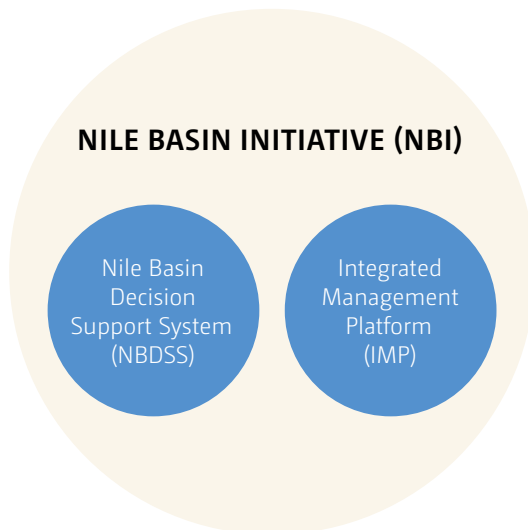 NILE BASIN INITIATIVE (NBI)
Nile Basin
Decision
Support System
(NBDSS)
Integrated
Management
Platform
(IMP)